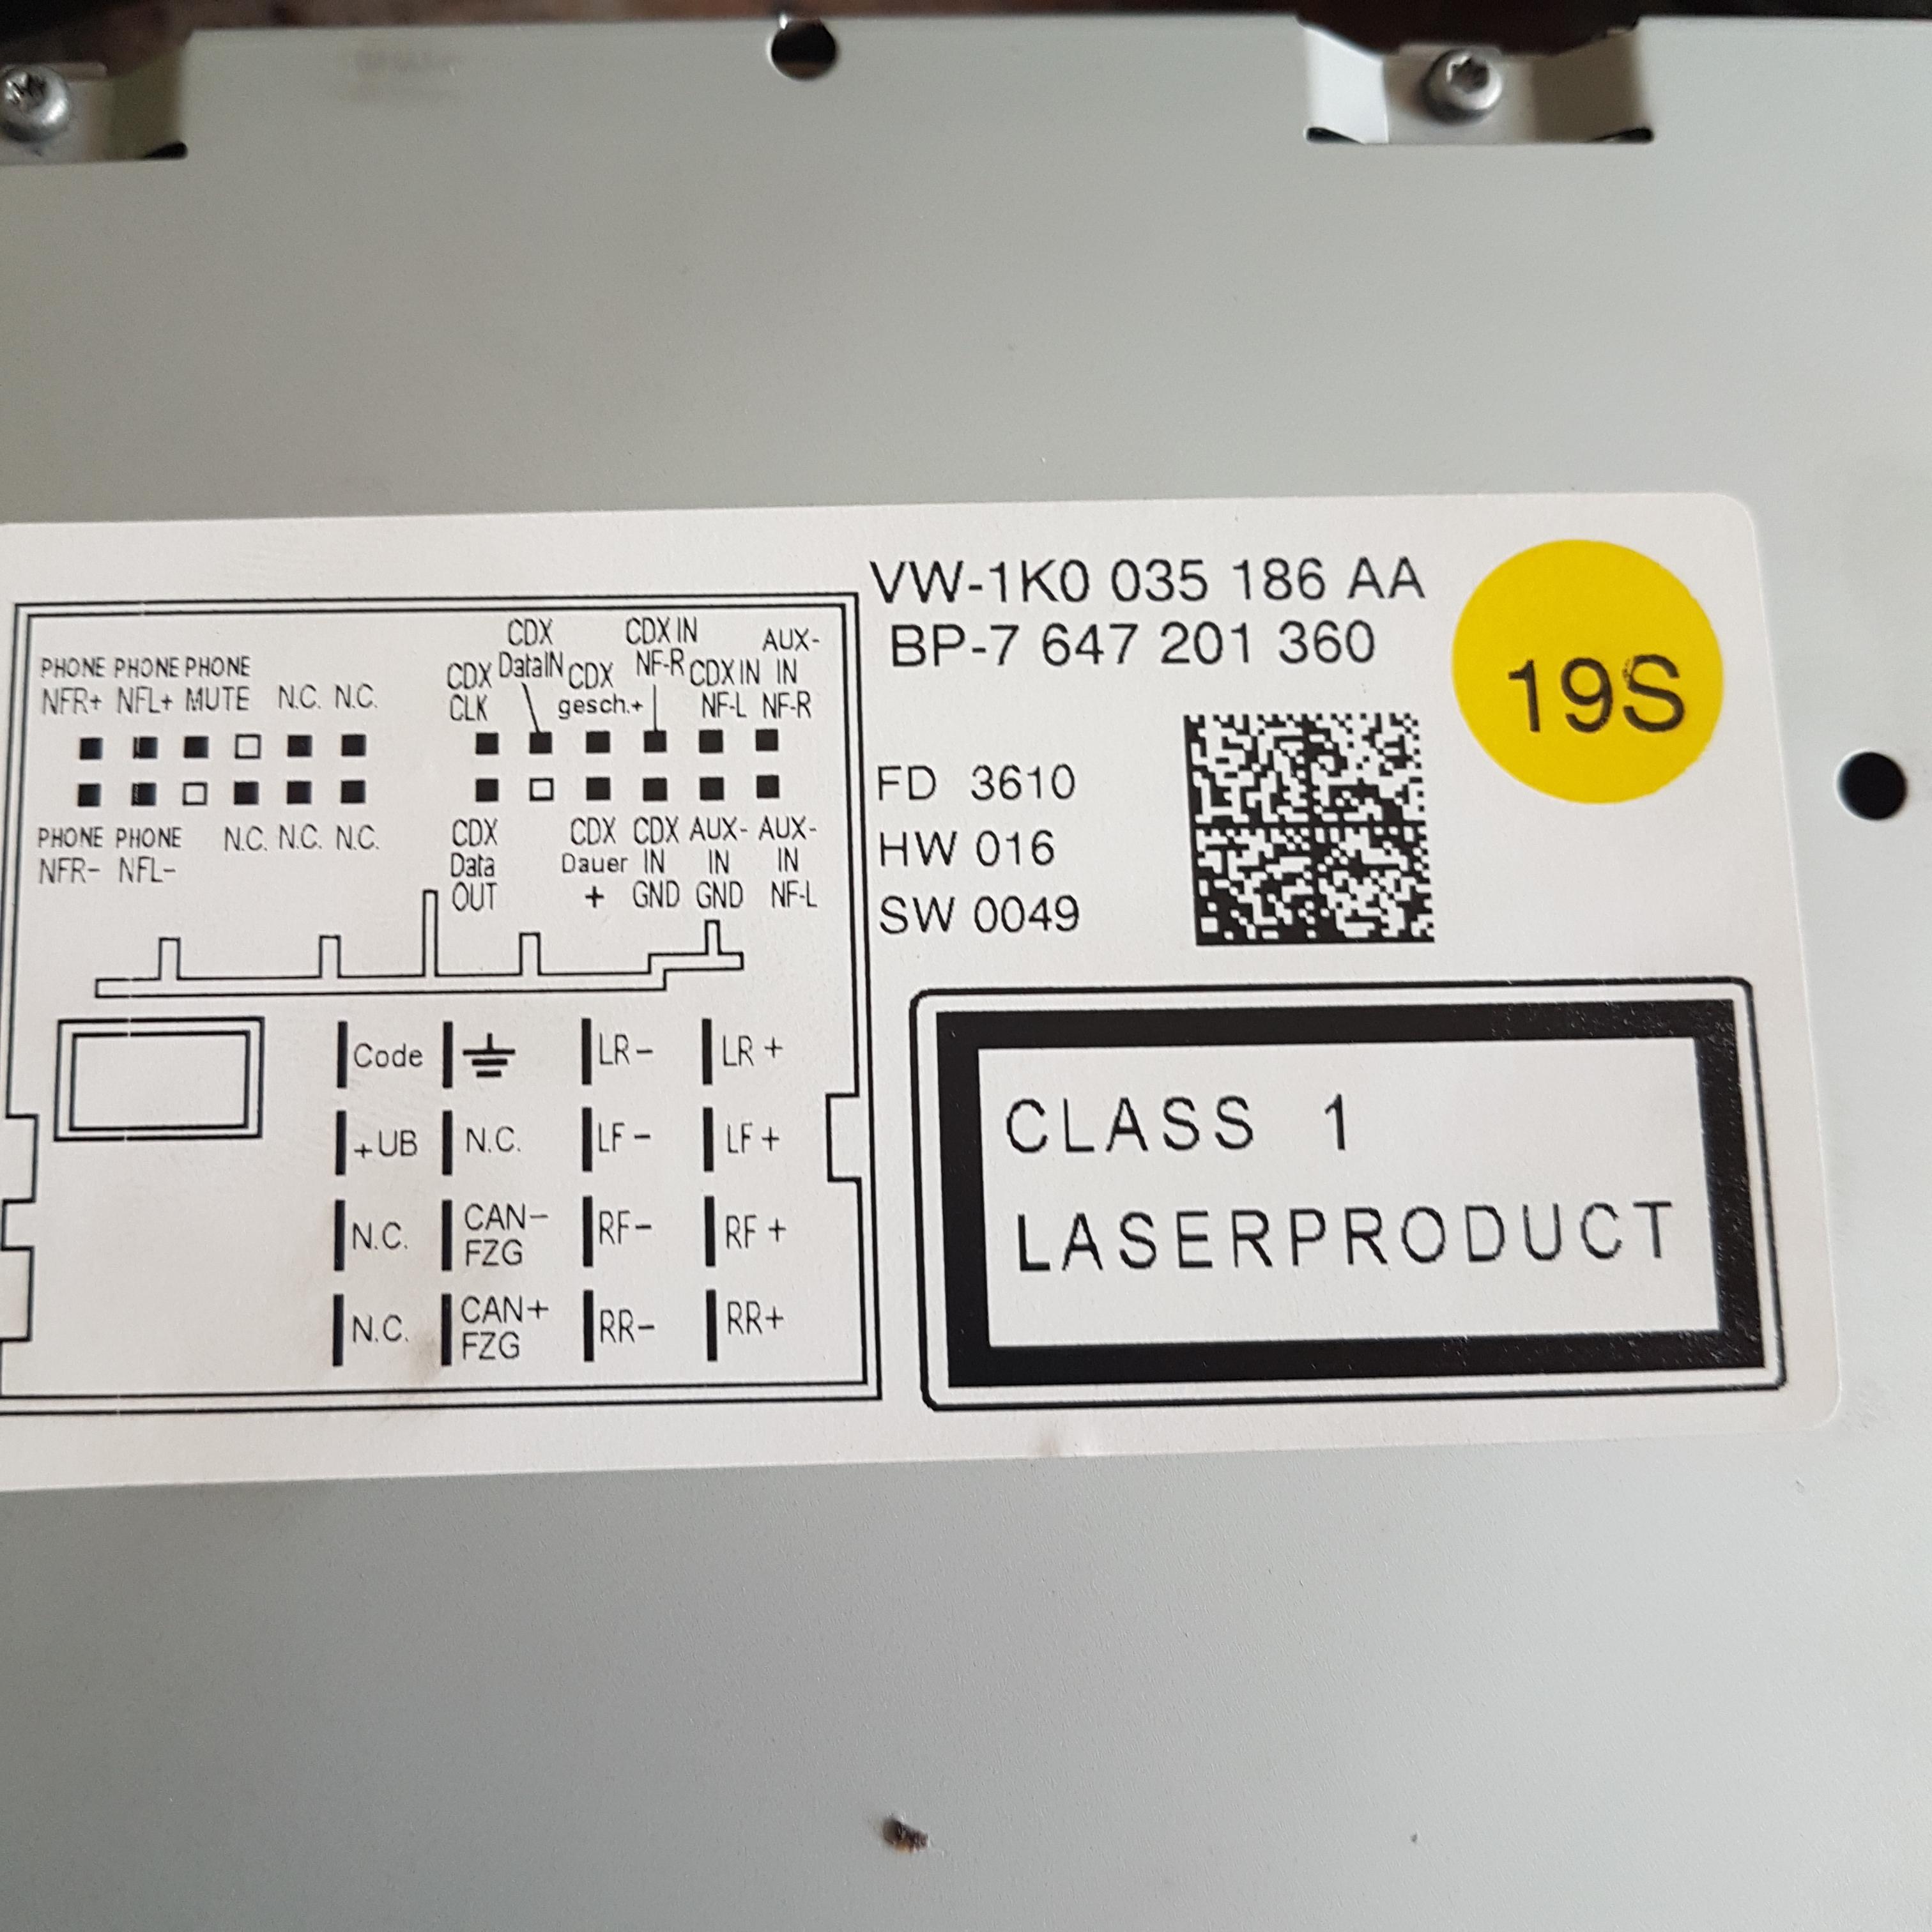 VW-1K0 035 186 AA
BP-7 647 201 360
19S
FD 3610
HW 016
SW 0049
CLASS 1
LASERPRODUCT
PHONE PHONE PHONE
NFR+ NFL+ MUTE N.C. N.C.
PHONE PHONE N.C. N.C. N.C.
NFR- NFL-
CDX CDX IN AUX-
CDX DataIN CDX NF-R CDX IN IN
CLK gesch.+ NF-L NF-R
CDX CDX CDX AUX- AUX-
Data Dauer IN IN IN
OUT + GND GND NF-L
Code LR- LR+
+UB N.C. LF- LF+
N.C. CAN- RF- RF+
FZG
N.C. CAN+ RR- RR+
FZG